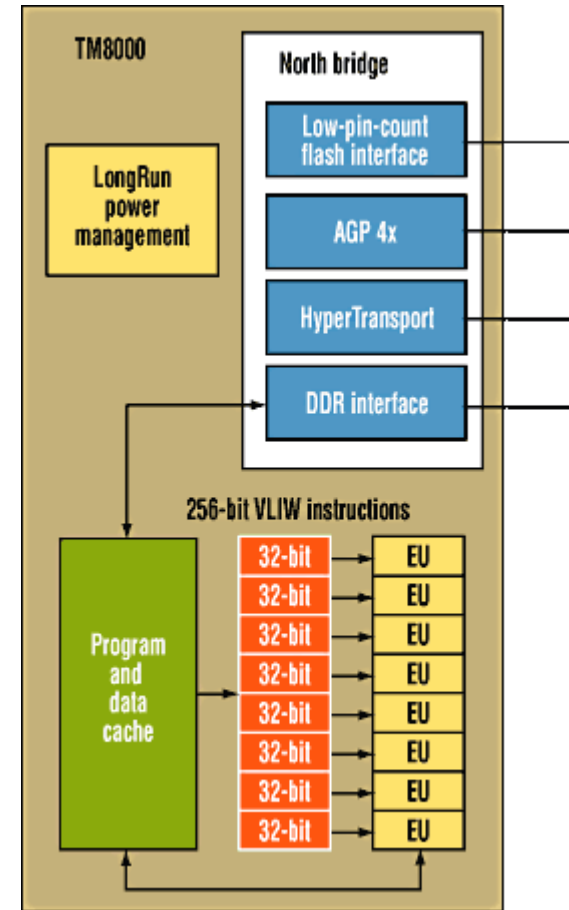 TM8000
North bridge
Low-pin-count
flash interface
LongRun
power
management
AGP 4x
HyperTransport
DDR interface
256-bit VLIW instructions
32-bit EU
32-bit EU
32-bit EU
32-bit EU
32-bit EU
32-bit EU
32-bit EU
32-bit EU
Program
and
data
cache